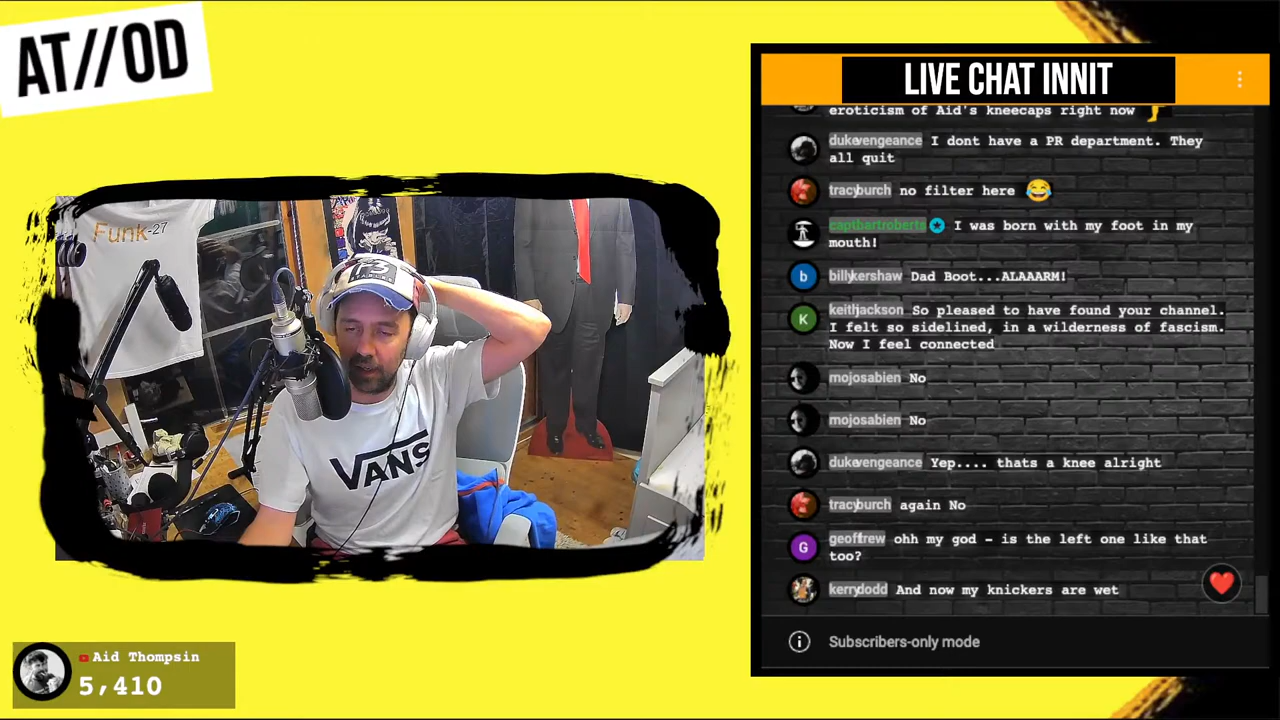 AT//OD
LIVE CHAT INNIT
eroticism of Aid's kneecaps right now
dukevengeance I dont have a PR department. They
all quit
tracyburch no filter here
captbartroberts I was born with my foot in my
mouth!
billykershaw Dad Boot...ALAAARM!
keithjackson So pleased to have found your channel.
I felt so sidelined, in a wilderness of fascism.
Now I feel connected
mojosabien No
mojosabien No
dukevengeance Yep.... thats a knee alright
tracyburch again No
geofftrew ohh my god - is the left one like that
too?
kerrydodd And now my knickers are wet
Subscribers-only mode
Funk-27
VANS
Aid Thompsin
5,410